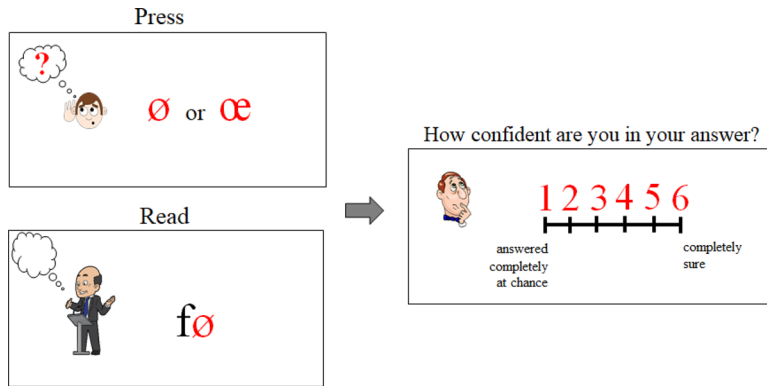 Press
?
ø or œ
Read
fø
How confident are you in your answer?
1 2 3 4 5 6
answered
completely
at chance
completely
sure